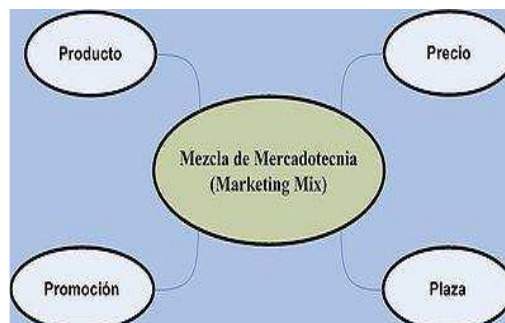 Producto
Precio
Mezcla de Mercadotecnia
(Marketing Mix)
Promoción
Plaza